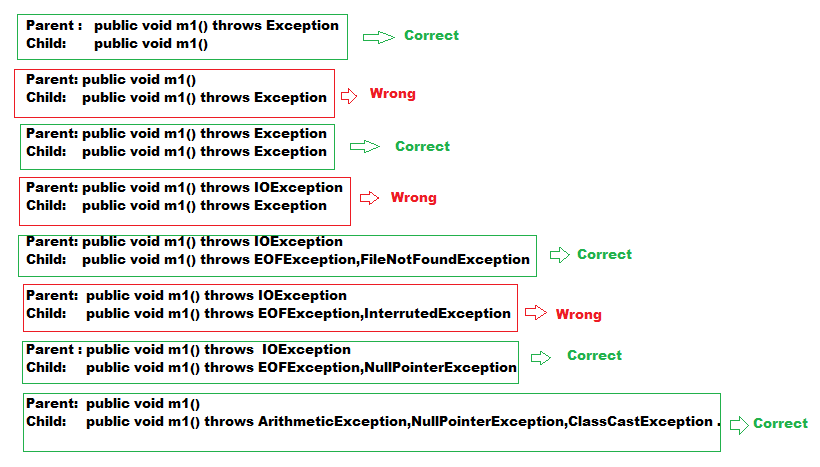 Parent :   public void m1() throws Exception
Child:       public void m1()
Correct
Parent: public void m1()
Child:    public void m1() throws Exception
Wrong
Parent: public void m1() throws Exception
Child:    public void m1() throws Exception
Correct
Parent: public void m1() throws IOException
Child:    public void m1() throws Exception
Wrong
Parent: public void m1() throws IOException
Child:    public void m1() throws EOFException,FileNotFoundException
Correct
Parent:  public void m1() throws IOException
Child:     public void m1() throws EOFException,InterrutedException
Wrong
Parent : public void m1() throws  IOException
Child:     public void m1() throws EOFException,NullPointerException
Correct
Parent:  public void m1()
Child:     public void m1() throws ArithmeticException,NullPointerException,ClassCastException .
Correct